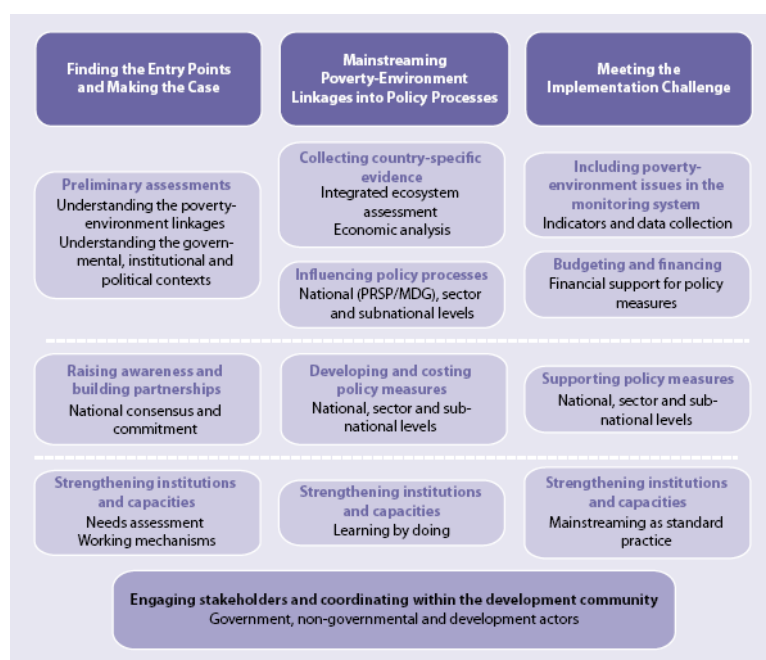 Finding the Entry Points
and Making the Case
Mainstreaming
Poverty-Environment
Linkages into Policy Processes
Meeting the
Implementation Challenge
Preliminary assessments
Understanding the poverty-
environment linkages
Understanding the govern-
mental, institutional and
political contexts
Collecting country-specific
evidence
Integrated ecosystem
assessment
Economic analysis
Influencing policy processes
National (PRSP/MDG), sector
and subnational levels
Including poverty-
environment issues in the
monitoring system
Indicators and data collection
Budgeting and financing
Financial support for policy
measures
Raising awareness and
building partnerships
National consensus and
commitment
Developing and costing
policy measures
National, sector and sub-
national levels
Supporting policy measures
National, sector and sub-
national levels
Strengthening institutions
and capacities
Needs assessment
Working mechanisms
Strengthening institutions
and capacities
Learning by doing
Strengthening institutions
and capacities
Mainstreaming as standard
practice
Engaging stakeholders and coordinating within the development community
Government, non-governmental and development actors